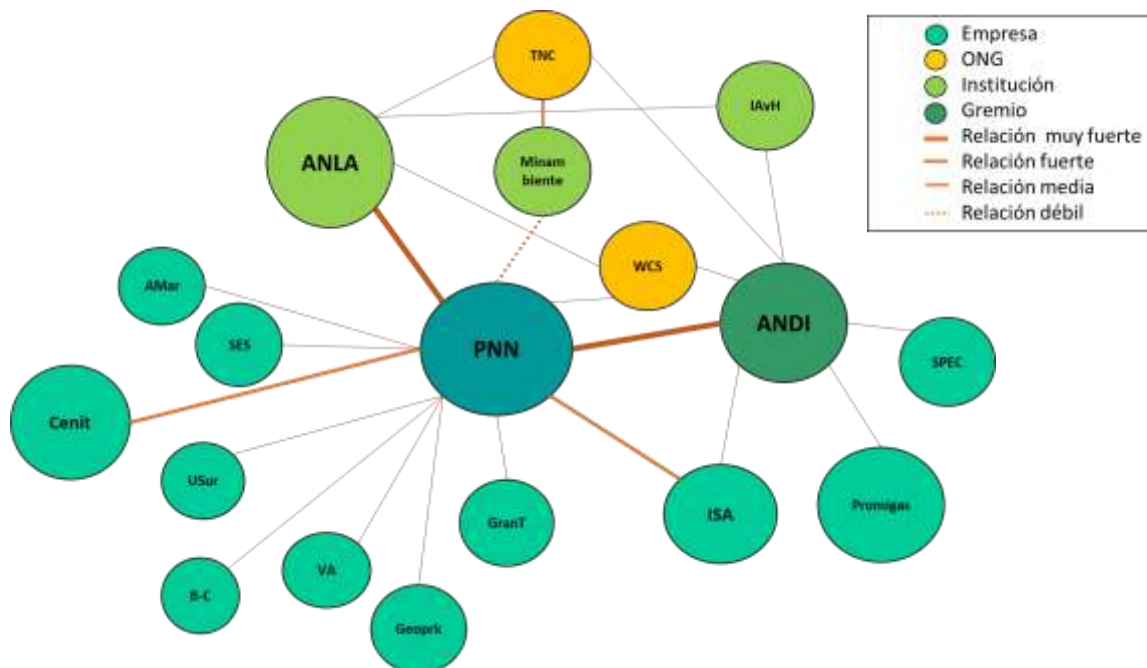 TNC
IAvH
ANLA
Minam
biente
WCS
AMar
SES
PNN
ANDI
SPEC
Cenit
USur
GranT
ISA
Promigas
VA
B-C
Geoprk
Empresa
ONG
Institución
Gremio
Relación muy fuerte
Relación fuerte
Relación media
Relación débil